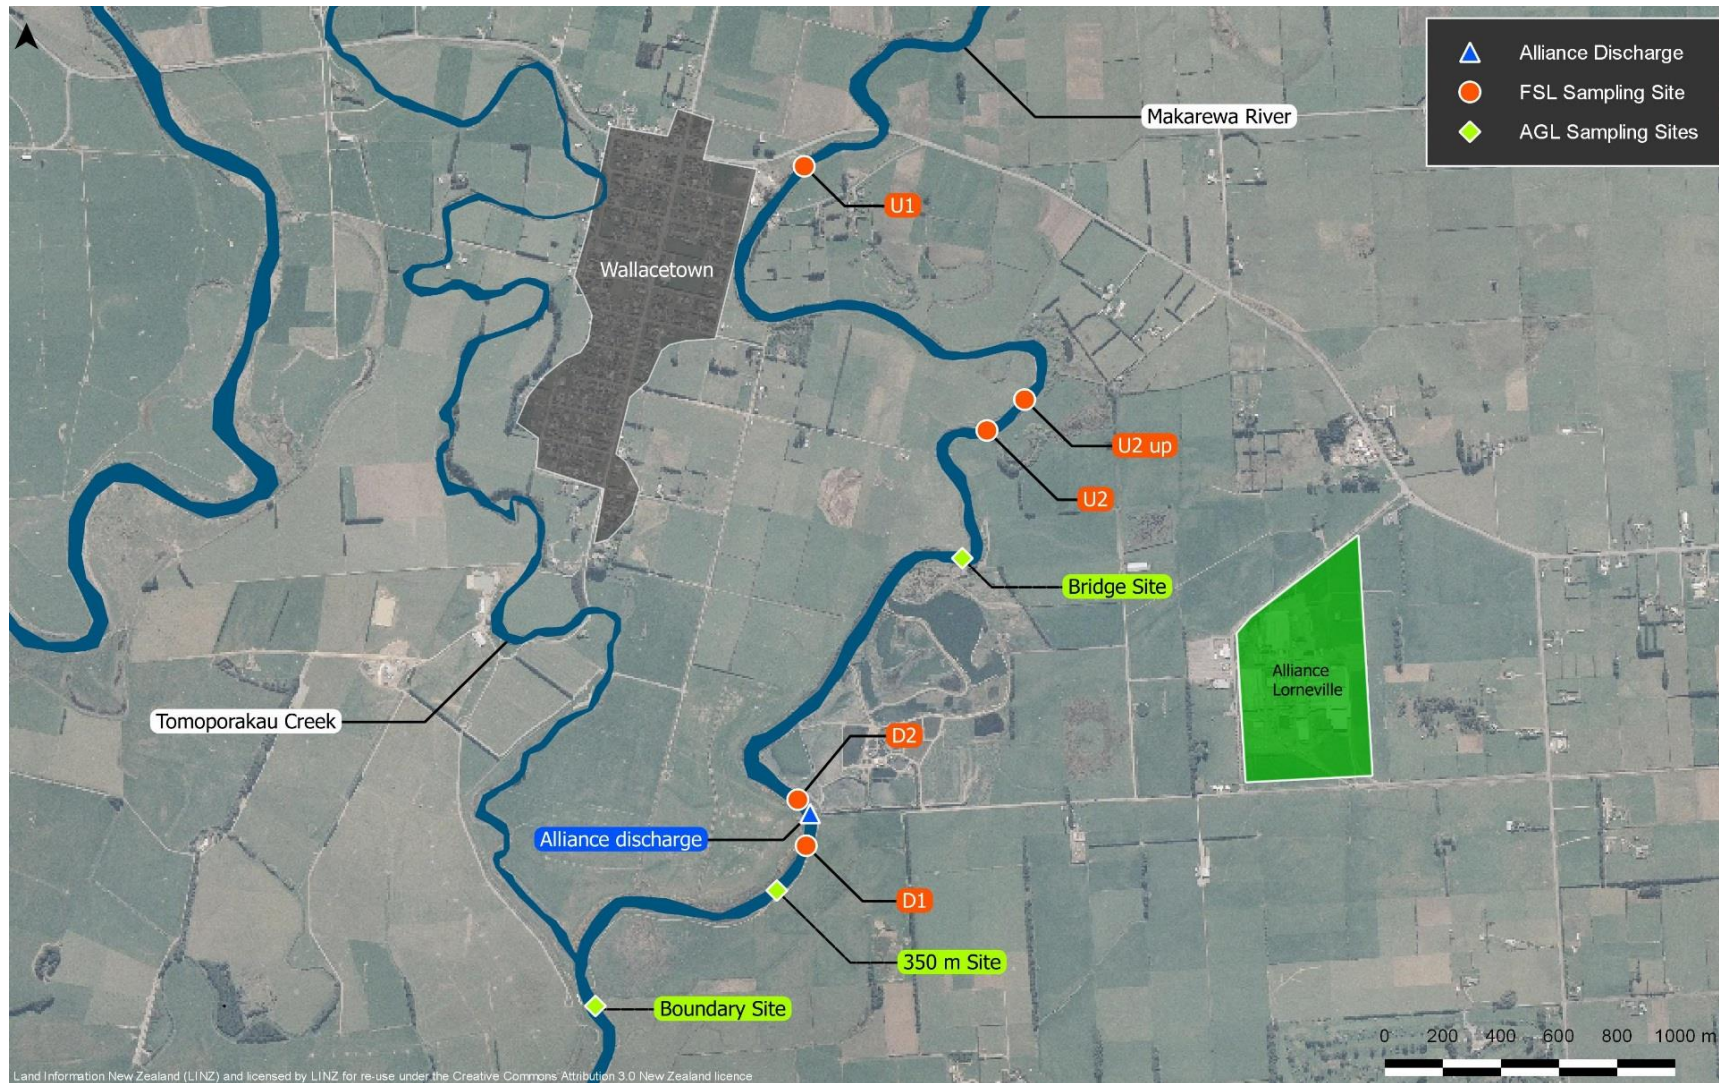 Alliance Discharge
FSL Sampling Site
AGL Sampling Sites
Makarewa River
U1
Wallacetown
U2 up
U2
Bridge Site
Alliance
Lorneville
Tomoporakau Creek
D2
Alliance discharge
D1
350 m Site
Boundary Site
0 200 400 600 800 1000 m
Land Information New Zealand (LINZ) and licensed by LINZ for re-use under the Creative Commons Attribution 3.0 New Zealand licence